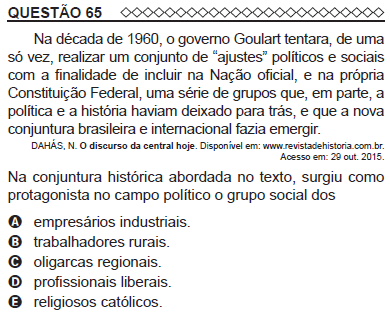 QUESTÃO 65
Na década de 1960, o governo Goulart tentara, de uma
só vez, realizar um conjunto de “ajustes” políticos e sociais
com a finalidade de incluir na Nação oficial, e na própria
Constituição Federal, uma série de grupos que, em parte, a
política e a história haviam deixado para trás, e que a nova
conjuntura brasileira e internacional fazia emergir.
DAHÁS, N. O discurso da central hoje. Disponível em: www.revistadehistoria.com.br.
Acesso em: 29 out. 2015.
Na conjuntura histórica abordada no texto, surgiu como
protagonista no campo político o grupo social dos
A empresários industriais.
B trabalhadores rurais.
C oligarcas regionais.
D profissionais liberais.
E religiosos católicos.